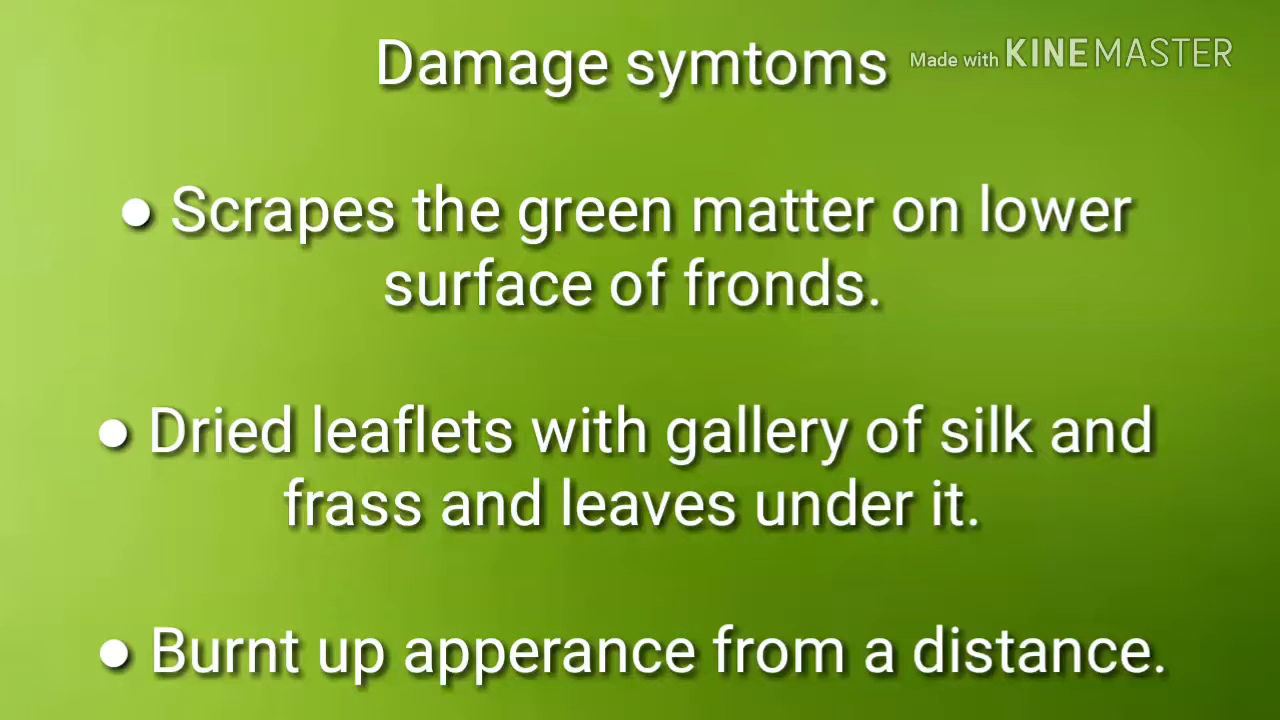 Damage symtoms
Made with KINEMASTER
● Scrapes the green matter on lower
surface of fronds.
● Dried leaflets with gallery of silk and
frass and leaves under it.
● Burnt up apperance from a distance.